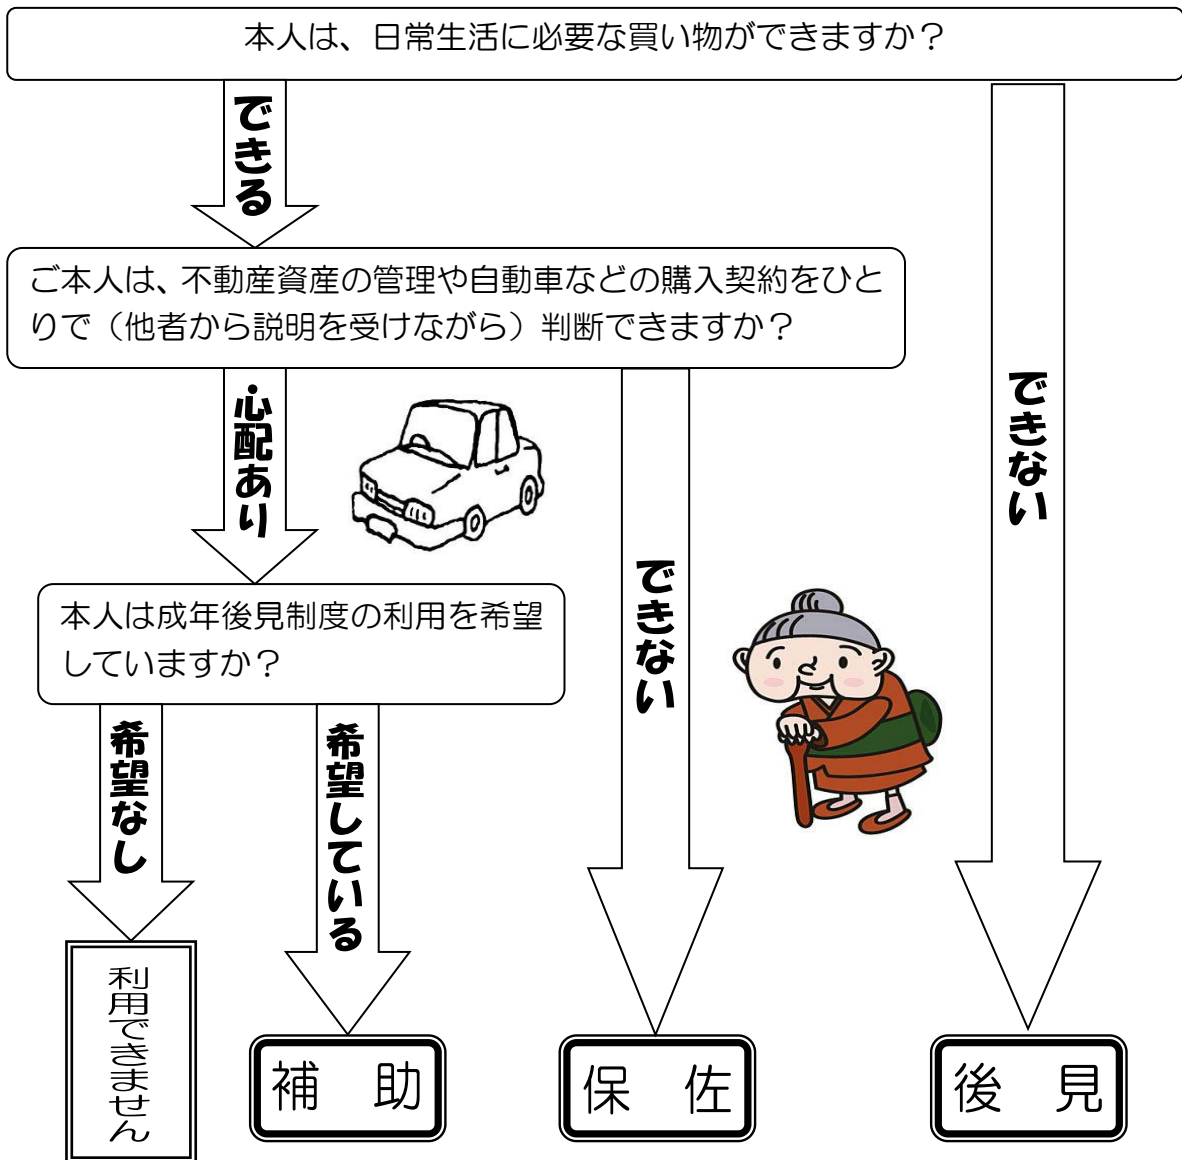 本人は、日常生活に必要な買い物ができますか？
できる
できない
ご本人は、不動産資産の管理や自動車などの購入契約をひと
りで（他者から説明を受けながら）判断できますか？
・心配あり
できない
本人は成年後見制度の利用を希望
していますか？
希望なし
希望している
利用できません
補　助
保　佐
後　見